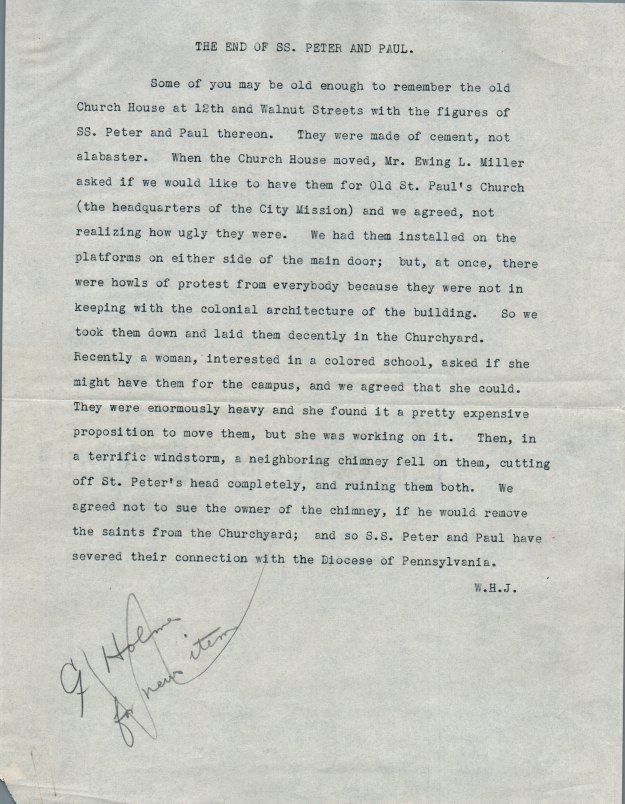 THE END OF SS. PETER AND PAUL.
Some of you may be old enough to remember the old
Church House at 12th and Walnut Streets with the figures of
SS. Peter and Paul thereon. They were made of cement, not
alabaster. When the Church House moved, Mr. Ewing L. Miller
asked if we would like to have them for Old St. Paul's Church
(the headquarters of the City Mission) and we agreed, not
realizing how ugly they were. We had them installed on the
platforms on either side of the main door; but, at once, there
were howls of protest from everybody because they were not in
keeping with the colonial architecture of the building. So we
took them down and laid them decently in the Churchyard.
Recently a woman, interested in a colored school, asked if she
might have them for the campus, and we agreed that she could.
They were enormously heavy and she found it a pretty expensive
proposition to move them, but she was working on it. Then, in
a terrific windstorm, a neighboring chimney fell on them, cutting
off St. Peter's head completely, and ruining them both. We
agreed not to sue the owner of the chimney, if he would remove
the saints from the Churchyard; and so S.S. Peter and Paul have
severed their connection with the Diocese of Pennsylvania.
W.H.J.
Holmes
for news item